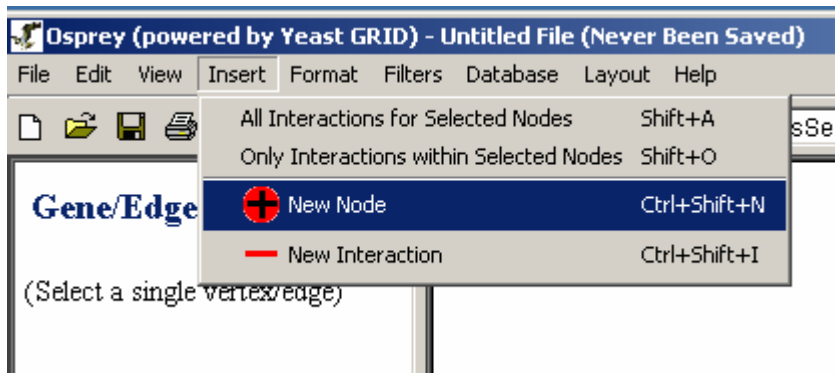 Osprey (powered by Yeast GRID) - Untitled File (Never Been Saved)
File Edit View Insert Format Filters Database Layout Help
All Interactions for Selected Nodes Shift+A
Only Interactions within Selected Nodes Shift+O
New Node Ctrl+Shift+N
New Interaction Ctrl+Shift+I
sSe
Gene/Edge
(Select a single vertex/edge)